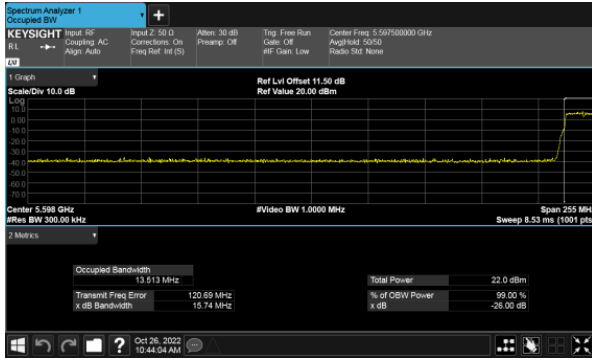 Spectrum Analyzer 1
Occupied BW
+
KEYSIGHT Input: RF Input Z: 50 Ω Atten: 30 dB Trig: Free Run Center Freq: 5.597500000 GHz
RL Coupling: AC Corrections: On Preamp: Off Gate: Off Avg|Hold: 50/50
Align: Auto Freq Ref: Int (S) #IF Gain: Low Radio Std: None
LXI
1 Graph
Ref Lvl Offset 11.50 dB
Scale/Div 10.0 dB Ref Value 20.00 dBm
Log
10.0
0.00
-10.0
-20.0
-30.0
-40.0
-50.0
-60.0
-70.0
Center 5.598 GHz #Video BW 1.0000 MHz Span 255 MHz
#Res BW 300.00 kHz Sweep 8.53 ms (1001 pts)
2 Metrics
Occupied Bandwidth
13.513 MHz Total Power 22.0 dBm
Transmit Freq Error 120.69 MHz % of OBW Power 99.00 %
x dB Bandwidth 15.74 MHz x dB -26.00 dB
? Oct 26, 2022
10:44:04 AM